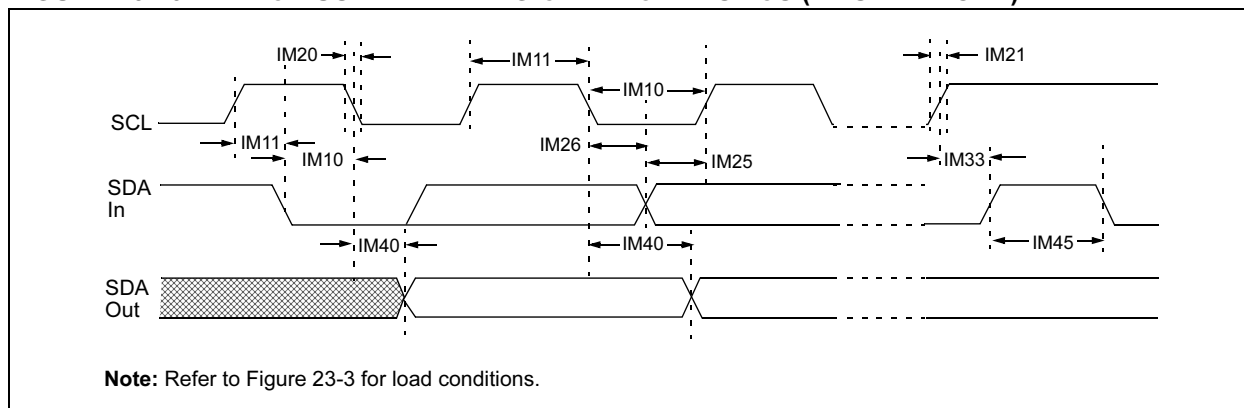 IM20
IM11
IM21
IM10
SCL
IM11
IM26
IM10
IM25
IM33
SDA
In
IM40
IM40
IM45
SDA
Out
Note: Refer to Figure 23-3 for load conditions.